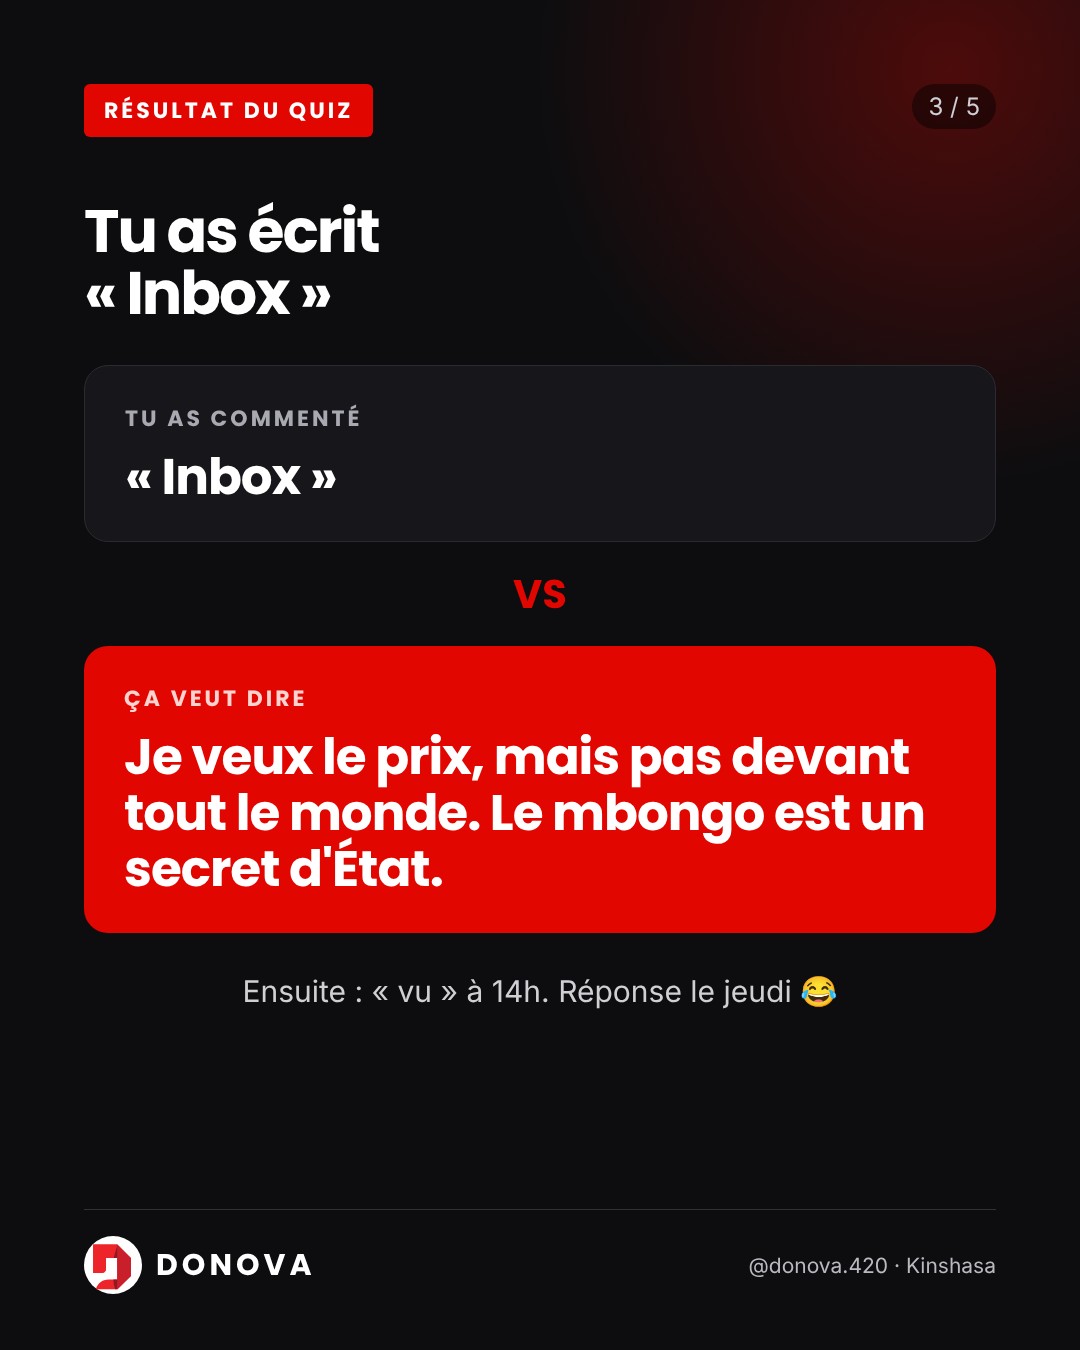 RÉSULTAT DU QUIZ
3 / 5
Tu as écrit
« Inbox »
TU AS COMMENTÉ
« Inbox »
VS
ÇA VEUT DIRE
Je veux le prix, mais pas devant
tout le monde. Le mbongo est un
secret d'État.
Ensuite : « vu » à 14h. Réponse le jeudi 😂
DONOVA
@donova.420 · Kinshasa